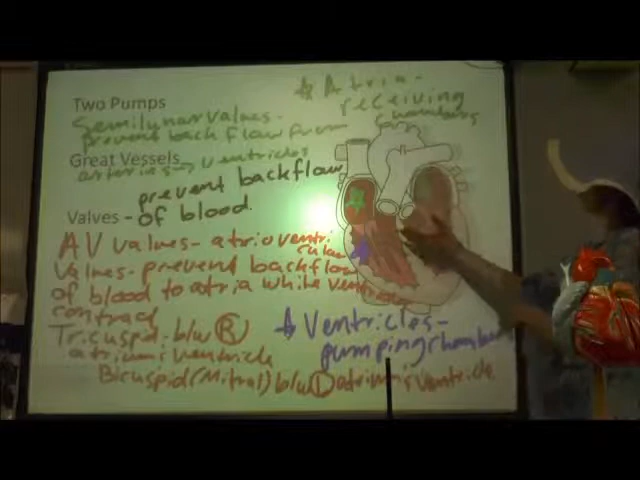 Two Pumps
☆ Atria -
receiving
chambers
Semilunar Valves -
prevent back flow from
arteries → ventricles
Great Vessels
prevent backflow
Valves - of blood.
AV valves - atrioventricular
valves - prevent backflow
of blood to atria while ventricles
contract
Tricuspid - b/w Ⓡ
atrium & ventricle
☆ Ventricles -
pumping chambers
Bicuspid (Mitral) b/w Ⓛ atrium & ventricle